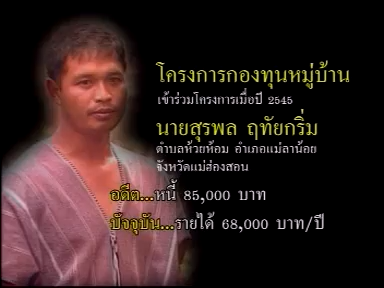 โครงการกองทุนหมู่บ้าน
เข้าร่วมโครงการเมื่อปี 2545
นายสุรพล ฤทัยกริ่ม
ตำบลห้วยห้อม อำเภอแม่ลาน้อย
จังหวัดแม่ฮ่องสอน
อดีต...หนี้ 85,000 บาท
ปัจจุบัน...รายได้ 68,000 บาท/ปี